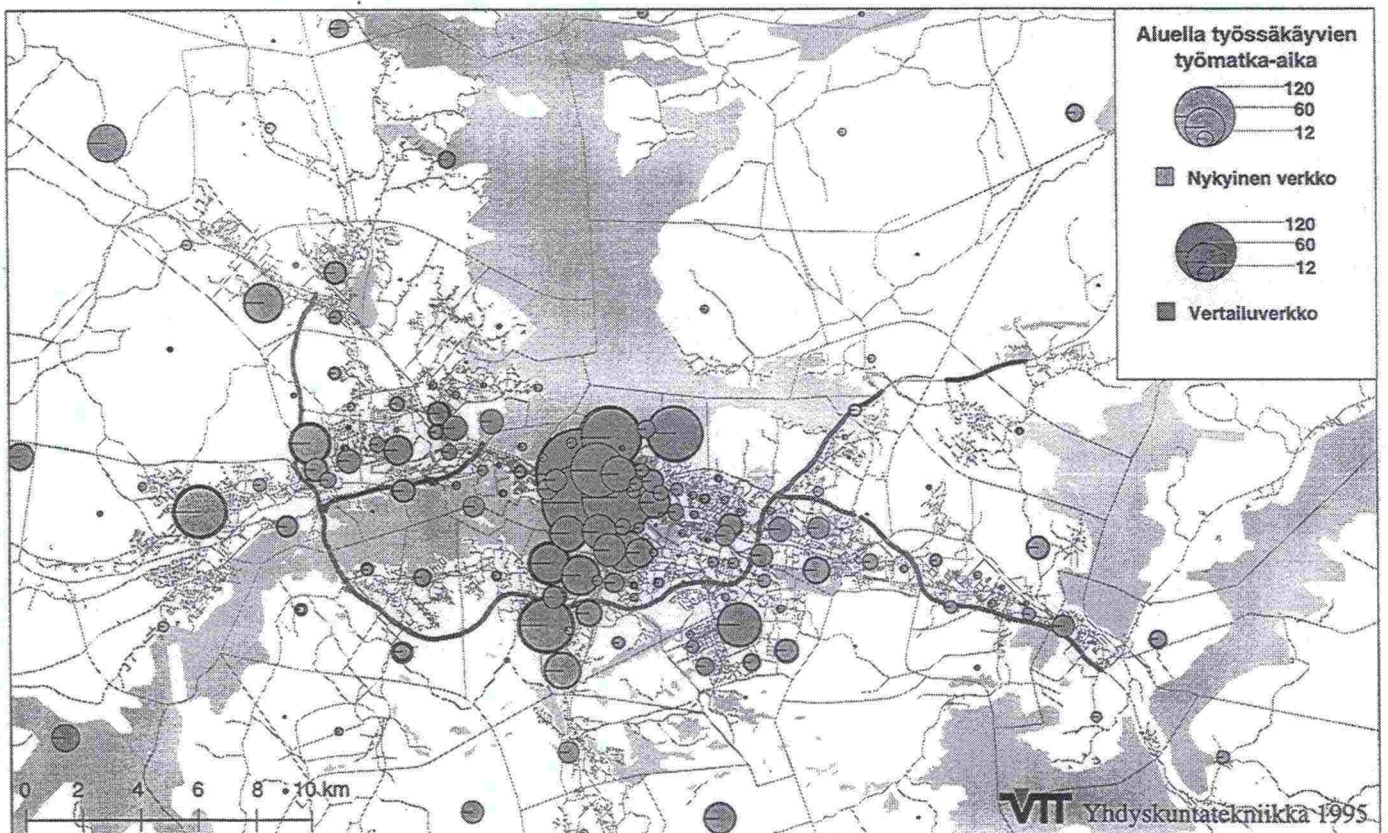 Aluella työssäkäyvien
työmatka-aika
120
60
12
Nykyinen verkko
120
60
12
Vertailuverkko
0 2 4 6 8 10 km
VTT Yhdyskuntatekniikka 1995